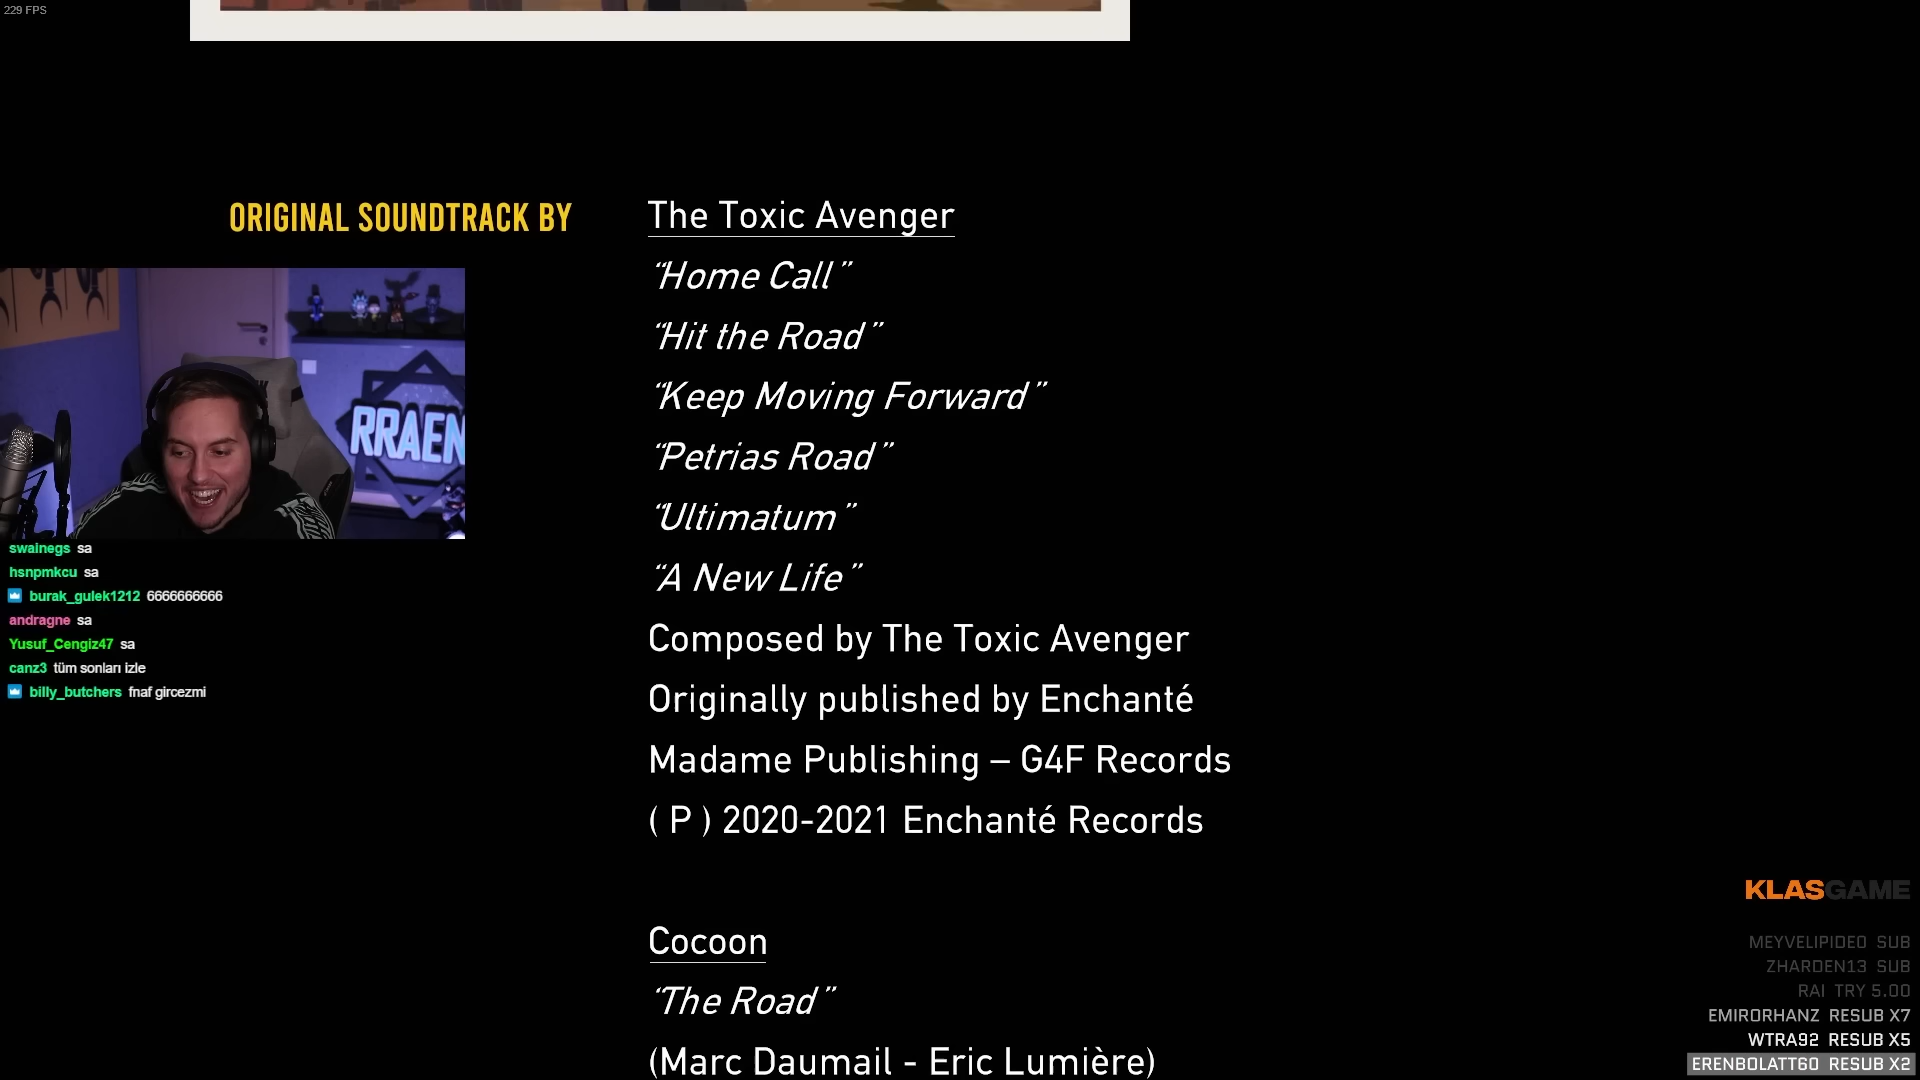 229 FPS
ORIGINAL SOUNDTRACK BY
The Toxic Avenger
“Home Call”
“Hit the Road”
“Keep Moving Forward”
“Petrias Road”
“Ultimatum”
“A New Life”
Composed by The Toxic Avenger
Originally published by Enchanté
Madame Publishing – G4F Records
( P ) 2020-2021 Enchanté Records
Cocoon
“The Road”
(Marc Daumail - Eric Lumière)
RRAEN
swainegs sa
hsnpmkcu sa
burak_gulek1212 6666666666
andragne sa
Yusuf_Cengiz47 sa
canz3 tüm sonları izle
billy_butchers fnaf gircezmi
KLASGAME
MEYVELIPIDE0 SUB
ZHARDEN13 SUB
RAI TRY 5.00
EMIRORHANZ RESUB X7
WTRA92 RESUB X5
ERENBOLATT60 RESUB X2